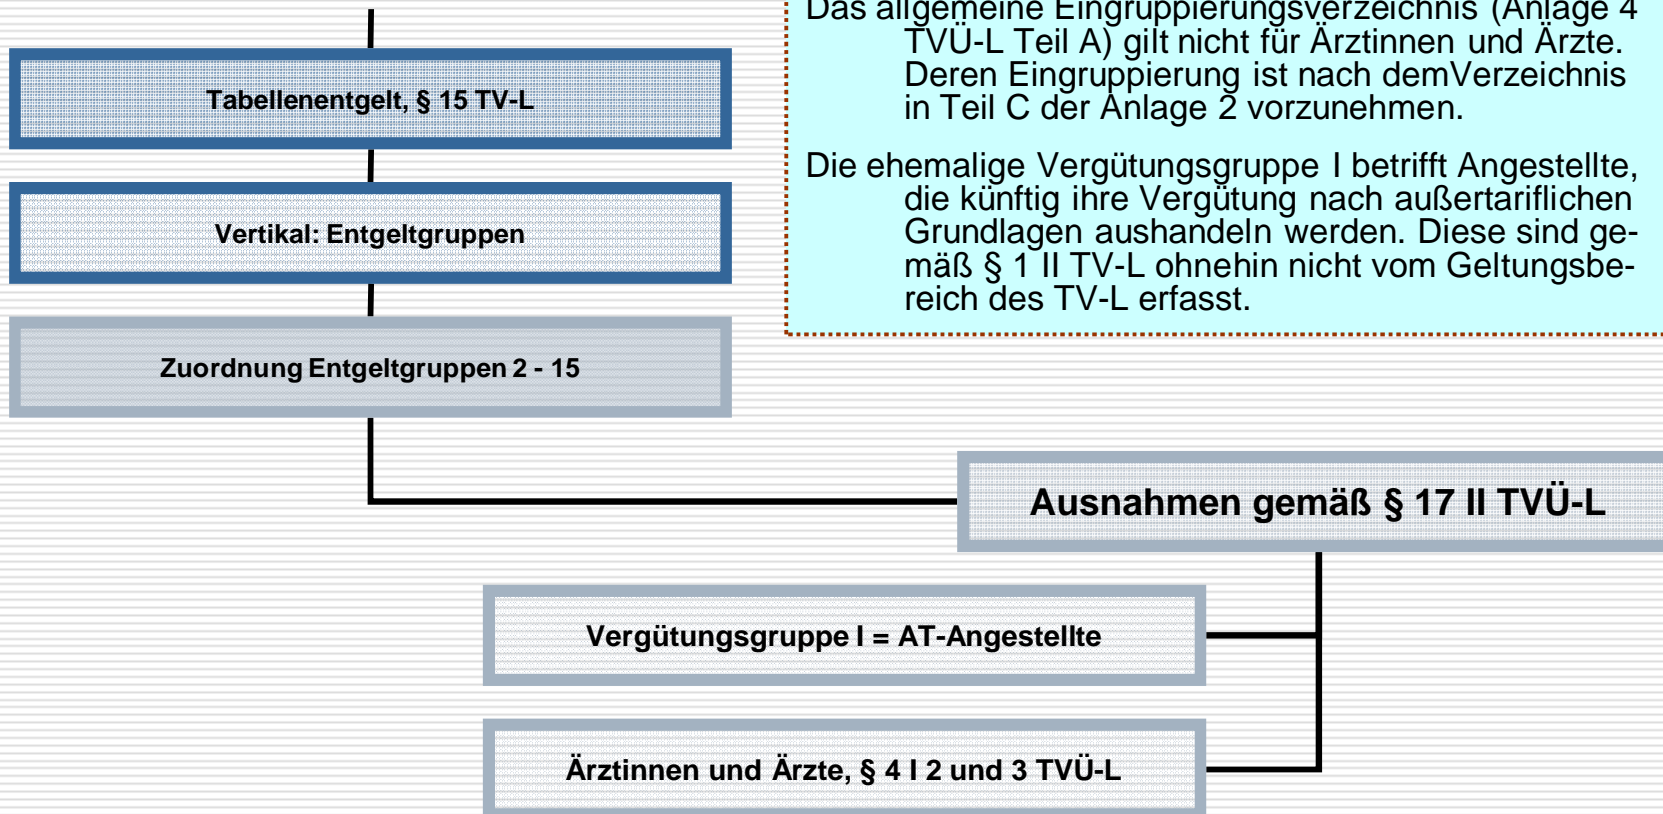 Das allgemeine Eingruppierungsverzeichnis (Anlage 4
TVÜ-L Teil A) gilt nicht für Ärztinnen und Ärzte.
Deren Eingruppierung ist nach demVerzeichnis
in Teil C der Anlage 2 vorzunehmen.
Die ehemalige Vergütungsgruppe I betrifft Angestellte,
die künftig ihre Vergütung nach außertariflichen
Grundlagen aushandeln werden. Diese sind ge-
mäß § 1 II TV-L ohnehin nicht vom Geltungsbe-
reich des TV-L erfasst.
Tabellenentgelt, § 15 TV-L
Vertikal: Entgeltgruppen
Zuordnung Entgeltgruppen 2 - 15
Ausnahmen gemäß § 17 II TVÜ-L
Vergütungsgruppe I = AT-Angestellte
Ärztinnen und Ärzte, § 4 I 2 und 3 TVÜ-L